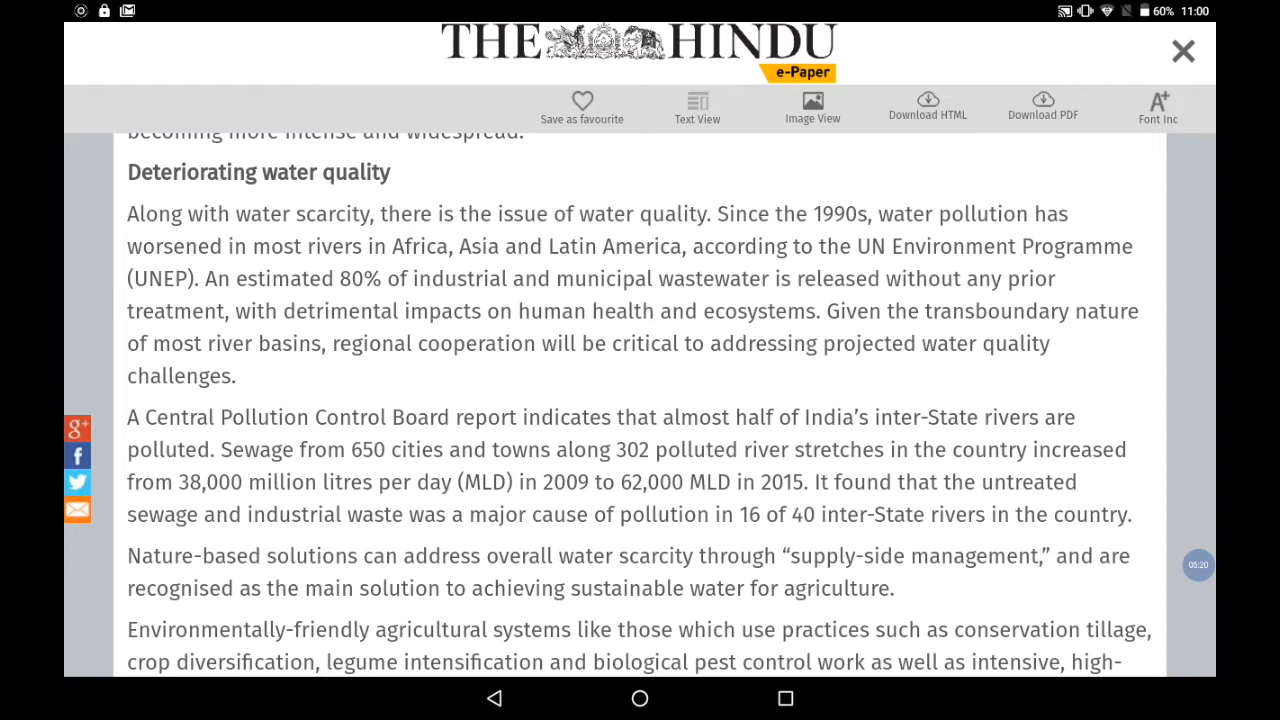 60% 11:00
THE HINDU
e-Paper
Save as favourite
Text View
Image View
Download HTML
Download PDF
A+
Font Inc
becoming more intense and widespread.
Deteriorating water quality
Along with water scarcity, there is the issue of water quality. Since the 1990s, water pollution has
worsened in most rivers in Africa, Asia and Latin America, according to the UN Environment Programme
(UNEP). An estimated 80% of industrial and municipal wastewater is released without any prior
treatment, with detrimental impacts on human health and ecosystems. Given the transboundary nature
of most river basins, regional cooperation will be critical to addressing projected water quality
challenges.
A Central Pollution Control Board report indicates that almost half of India’s inter-State rivers are
polluted. Sewage from 650 cities and towns along 302 polluted river stretches in the country increased
from 38,000 million litres per day (MLD) in 2009 to 62,000 MLD in 2015. It found that the untreated
sewage and industrial waste was a major cause of pollution in 16 of 40 inter-State rivers in the country.
Nature-based solutions can address overall water scarcity through “supply-side management,” and are
recognised as the main solution to achieving sustainable water for agriculture.
Environmentally-friendly agricultural systems like those which use practices such as conservation tillage,
crop diversification, legume intensification and biological pest control work as well as intensive, high-
g+
f
05:20